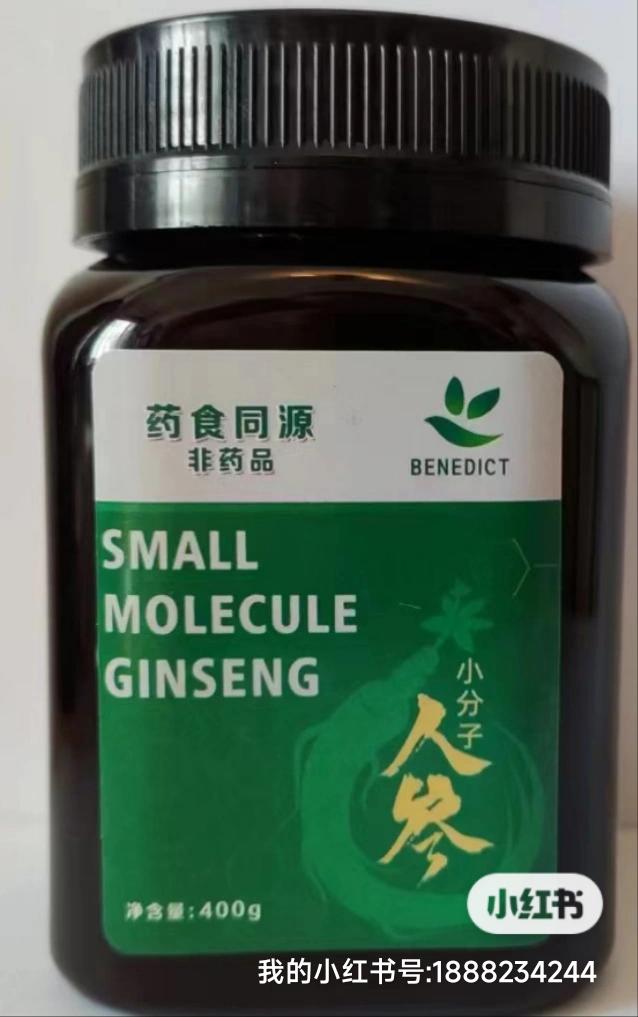 药食同源
非药品
BENEDICT
SMALL
MOLECULE
GINSENG
小分子
人参
净含量:400g
小红书
我的小红书号:1888234244